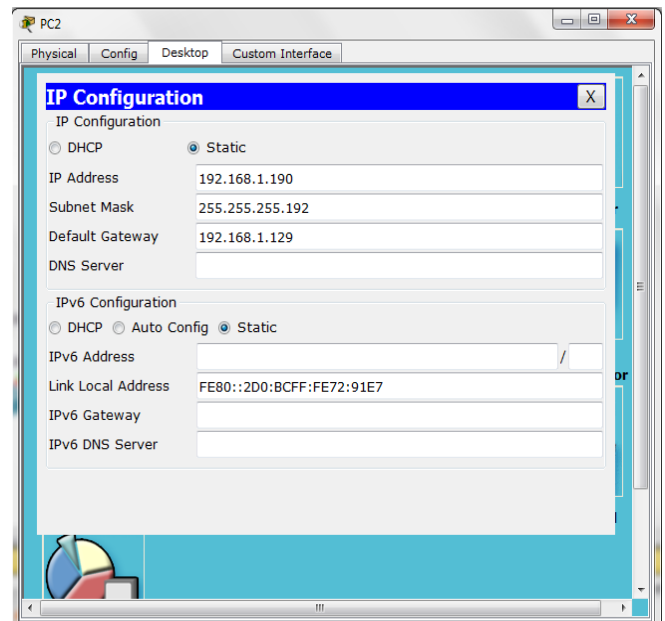 PC2
Physical Config Desktop Custom Interface
IP Configuration X
IP Configuration
DHCP Static
IP Address 192.168.1.190
Subnet Mask 255.255.255.192
Default Gateway 192.168.1.129
DNS Server
IPv6 Configuration
DHCP Auto Config Static
IPv6 Address /
Link Local Address FE80::2D0:BCFF:FE72:91E7
IPv6 Gateway
IPv6 DNS Server